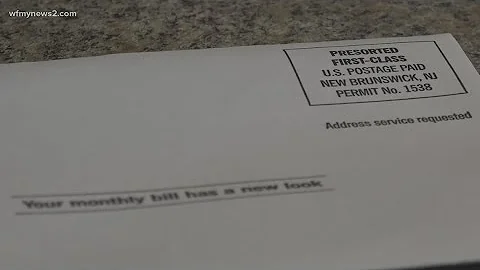 wfmynews2.com
PRESORTED
FIRST-CLASS
U.S. POSTAGE PAID
NEW BRUNSWICK, NJ
PERMIT No. 1538
Address service requested
Your monthly bill has a new look